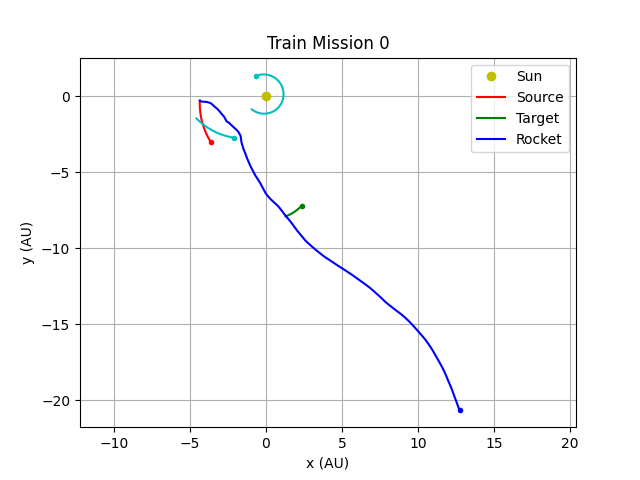 Train Mission 0
Sun
Source
Target
Rocket
y (AU)
0
−5
−10
−15
−20
−10
−5
0
5
10
15
20
x (AU)